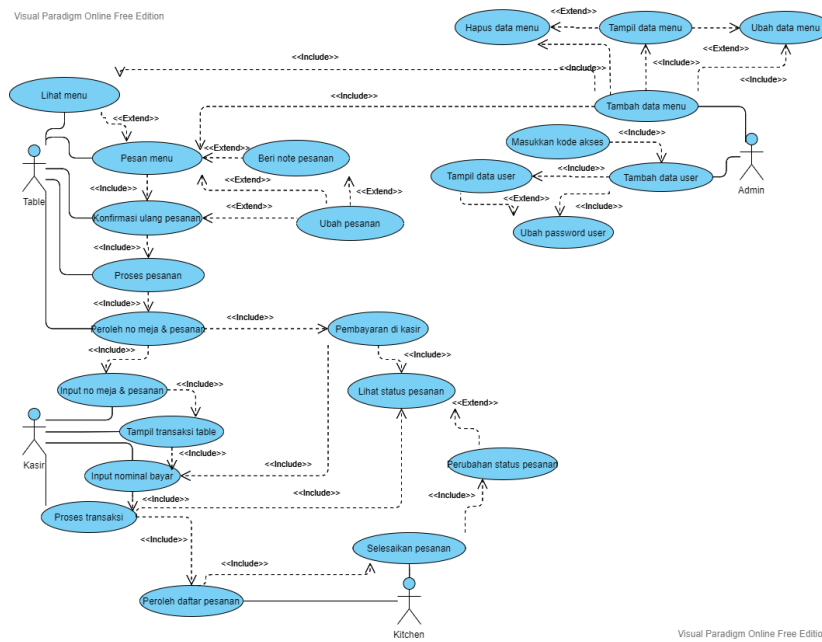 Visual Paradigm Online Free Edition
<<Extend>>
<<Extend>>
Hapus data menu
Tampil data menu
Ubah data menu
<<Include>>
<<Extend>>
<<Include>>
<<Include>>
<<Include>>
Lihat menu
<<Include>>
Tambah data menu
<<Extend>>
Masukkan kode akses
<<Include>>
Pesan menu
<<Extend>>
Beri note pesanan
<<Include>>
Tampil data user
Tambah data user
Admin
Table
<<Extend>>
<<Include>>
<<Extend>>
<<Extend>>
<<Include>>
Konfirmasi ulang pesanan
<<Extend>>
Ubah pesanan
Ubah password user
<<Include>>
Proses pesanan
<<Include>>
<<Include>>
Peroleh no meja & pesanan
Pembayaran di kasir
<<Include>>
<<Include>>
Input no meja & pesanan
<<Include>>
Lihat status pesanan
<<Extend>>
Tampil transaksi table
Kasir
<<Include>>
<<Include>>
Perubahan status pesanan
Input nominal bayar
<<Include>>
<<Include>>
<<Include>>
Proses transaksi
<<Include>>
Selesaikan pesanan
<<Include>>
Peroleh daftar pesanan
Kitchen
Visual Paradigm Online Free Editio